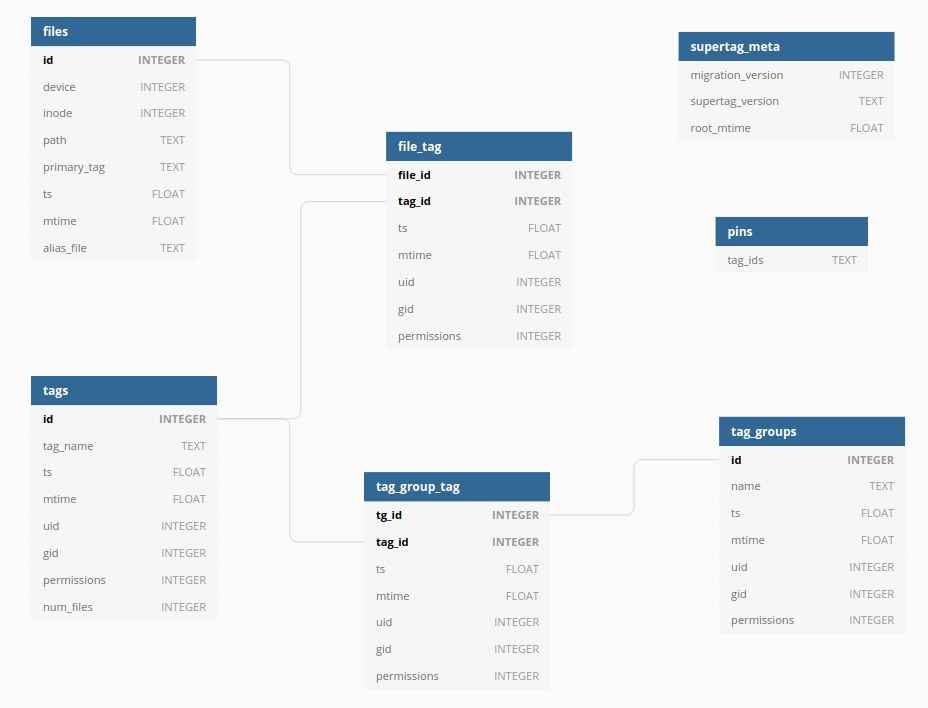 files
id INTEGER
device INTEGER
inode INTEGER
path TEXT
primary_tag TEXT
ts FLOAT
mtime FLOAT
alias_file TEXT
supertag_meta
migration_version INTEGER
supertag_version TEXT
root_mtime FLOAT
file_tag
file_id INTEGER
tag_id INTEGER
ts FLOAT
mtime FLOAT
uid INTEGER
gid INTEGER
permissions INTEGER
pins
tag_ids TEXT
tags
id INTEGER
tag_name TEXT
ts FLOAT
mtime FLOAT
uid INTEGER
gid INTEGER
permissions INTEGER
num_files INTEGER
tag_group_tag
tg_id INTEGER
tag_id INTEGER
ts FLOAT
mtime FLOAT
uid INTEGER
gid INTEGER
permissions INTEGER
tag_groups
id INTEGER
name TEXT
ts FLOAT
mtime FLOAT
uid INTEGER
gid INTEGER
permissions INTEGER